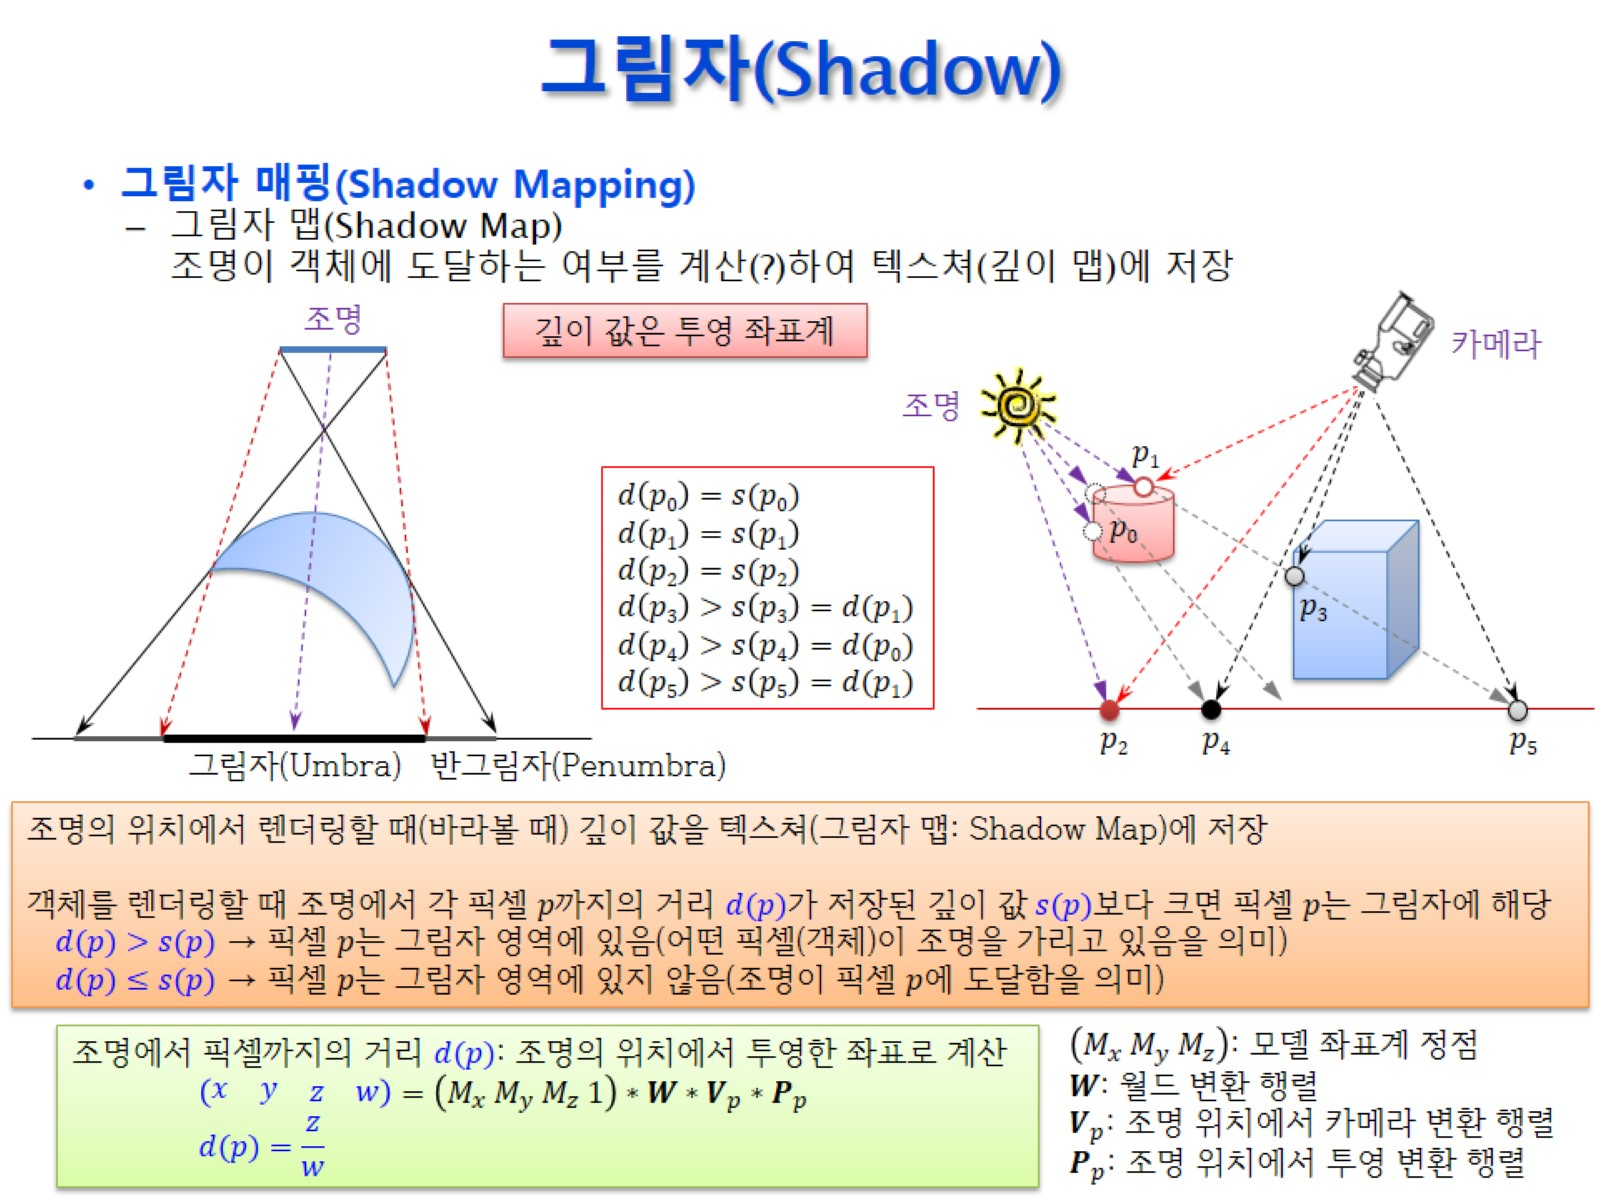 그림자(Shadow)
• 그림자 매핑(Shadow Mapping)
– 그림자 맵(Shadow Map)
조명이 객체에 도달하는 여부를 계산(?)하여 텍스쳐(깊이 맵)에 저장
조명
깊이 값은 투영 좌표계
카메라
조명
d(p₀) = s(p₀)
d(p₁) = s(p₁)
d(p₂) = s(p₂)
d(p₃) > s(p₃) = d(p₁)
d(p₄) > s(p₄) = d(p₀)
d(p₅) > s(p₅) = d(p₁)
p₁
p₀
p₃
p₂
p₄
p₅
그림자(Umbra)
반그림자(Penumbra)
조명의 위치에서 렌더링할 때(바라볼 때) 깊이 값을 텍스쳐(그림자 맵: Shadow Map)에 저장
객체를 렌더링할 때 조명에서 각 픽셀 p까지의 거리 d(p)가 저장된 깊이 값 s(p)보다 크면 픽셀 p는 그림자에 해당
d(p) > s(p) → 픽셀 p는 그림자 영역에 있음(어떤 픽셀(객체)이 조명을 가리고 있음을 의미)
d(p) ≤ s(p) → 픽셀 p는 그림자 영역에 있지 않음(조명이 픽셀 p에 도달함을 의미)
조명에서 픽셀까지의 거리 d(p): 조명의 위치에서 투영한 좌표로 계산
(x y z w) = (Mₓ Mᵧ M_z 1) * W * Vₚ * Pₚ
d(p) = z/w
(Mₓ Mᵧ M_z): 모델 좌표계 정점
W: 월드 변환 행렬
Vₚ: 조명 위치에서 카메라 변환 행렬
Pₚ: 조명 위치에서 투영 변환 행렬